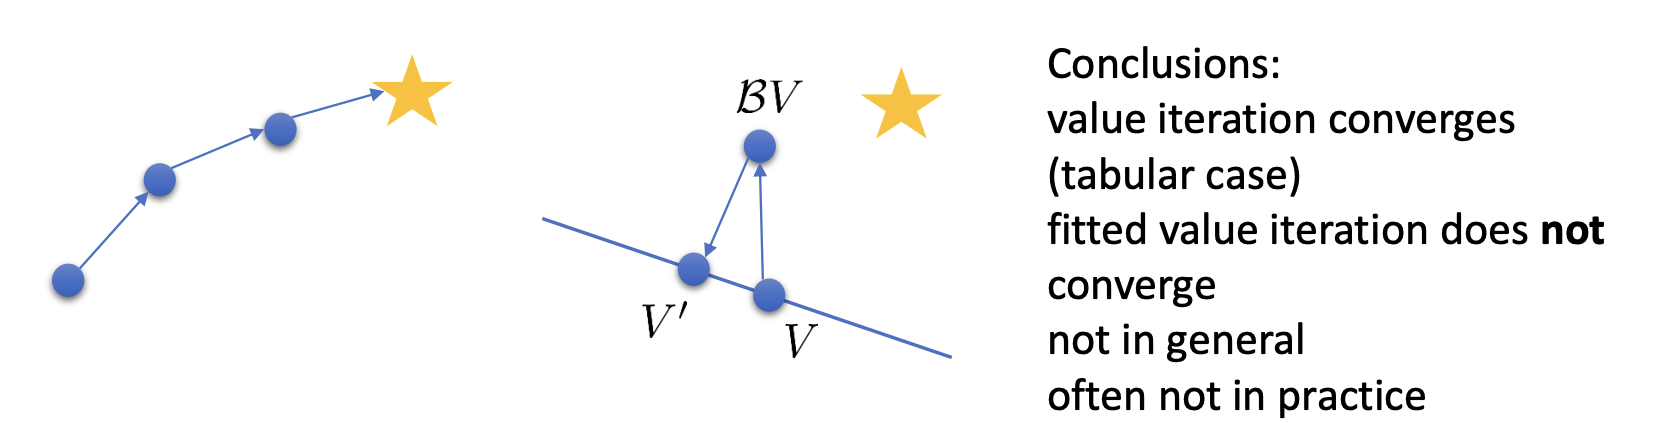 ℬV
V′
V
Conclusions:
value iteration converges
(tabular case)
fitted value iteration does not
converge
not in general
often not in practice